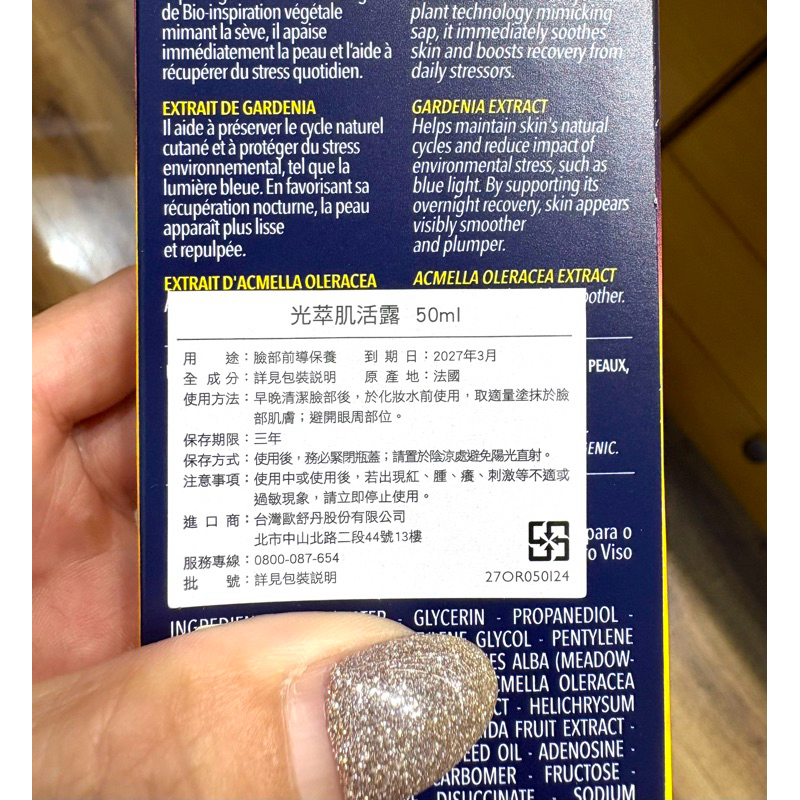 de Bio-inspiration végétale
mimant la sève, il apaise
immédiatement la peau et l'aide à
récupérer du stress quotidien.
EXTRAIT DE GARDENIA
Il aide à préserver le cycle naturel
cutané et à protéger du stress
environnemental, tel que la
lumière bleue. En favorisant sa
récupération nocturne, la peau
apparaît plus lisse
et repulpée.
EXTRAIT D'ACMELLA OLERACEA
plant technology mimicking
sap, it immediately soothes
skin and boosts recovery from
daily stressors.
GARDENIA EXTRACT
Helps maintain skin's natural
cycles and reduce impact of
environmental stress, such as
blue light. By supporting its
overnight recovery, skin appears
visibly smoother
and plumper.
ACMELLA OLERACEA EXTRACT
光萃肌活露 50ml
用 途：臉部前導保養 到期日：2027年3月
全成分：詳見包裝説明 原產地：法國
使用方法：早晚清潔臉部後，於化妝水前使用，取適量塗抹於臉
部肌膚；避開眼周部位。
保存期限：三年
保存方式：使用後，務必緊閉瓶蓋；請置於陰涼處避免陽光直射。
注意事項：使用中或使用後，若出現紅、腫、癢、刺激等不適或
過敏現象，請立即停止使用。
進口商：台灣歐舒丹股份有限公司
北市中山北路二段44號13樓
服務專線：0800-087-654
批 號：詳見包裝説明 27OR050124
PEAUX,
para o
Viso
GLYCERIN - PROPANEDIOL -
GLYCOL - PENTYLENE
ALBA (MEADOW-
OLERACEA
- HELICHRYSUM
FRUIT EXTRACT -
OIL - ADENOSINE -
CARBOMER - FRUCTOSE -
DISUCCINATE - SODIUM